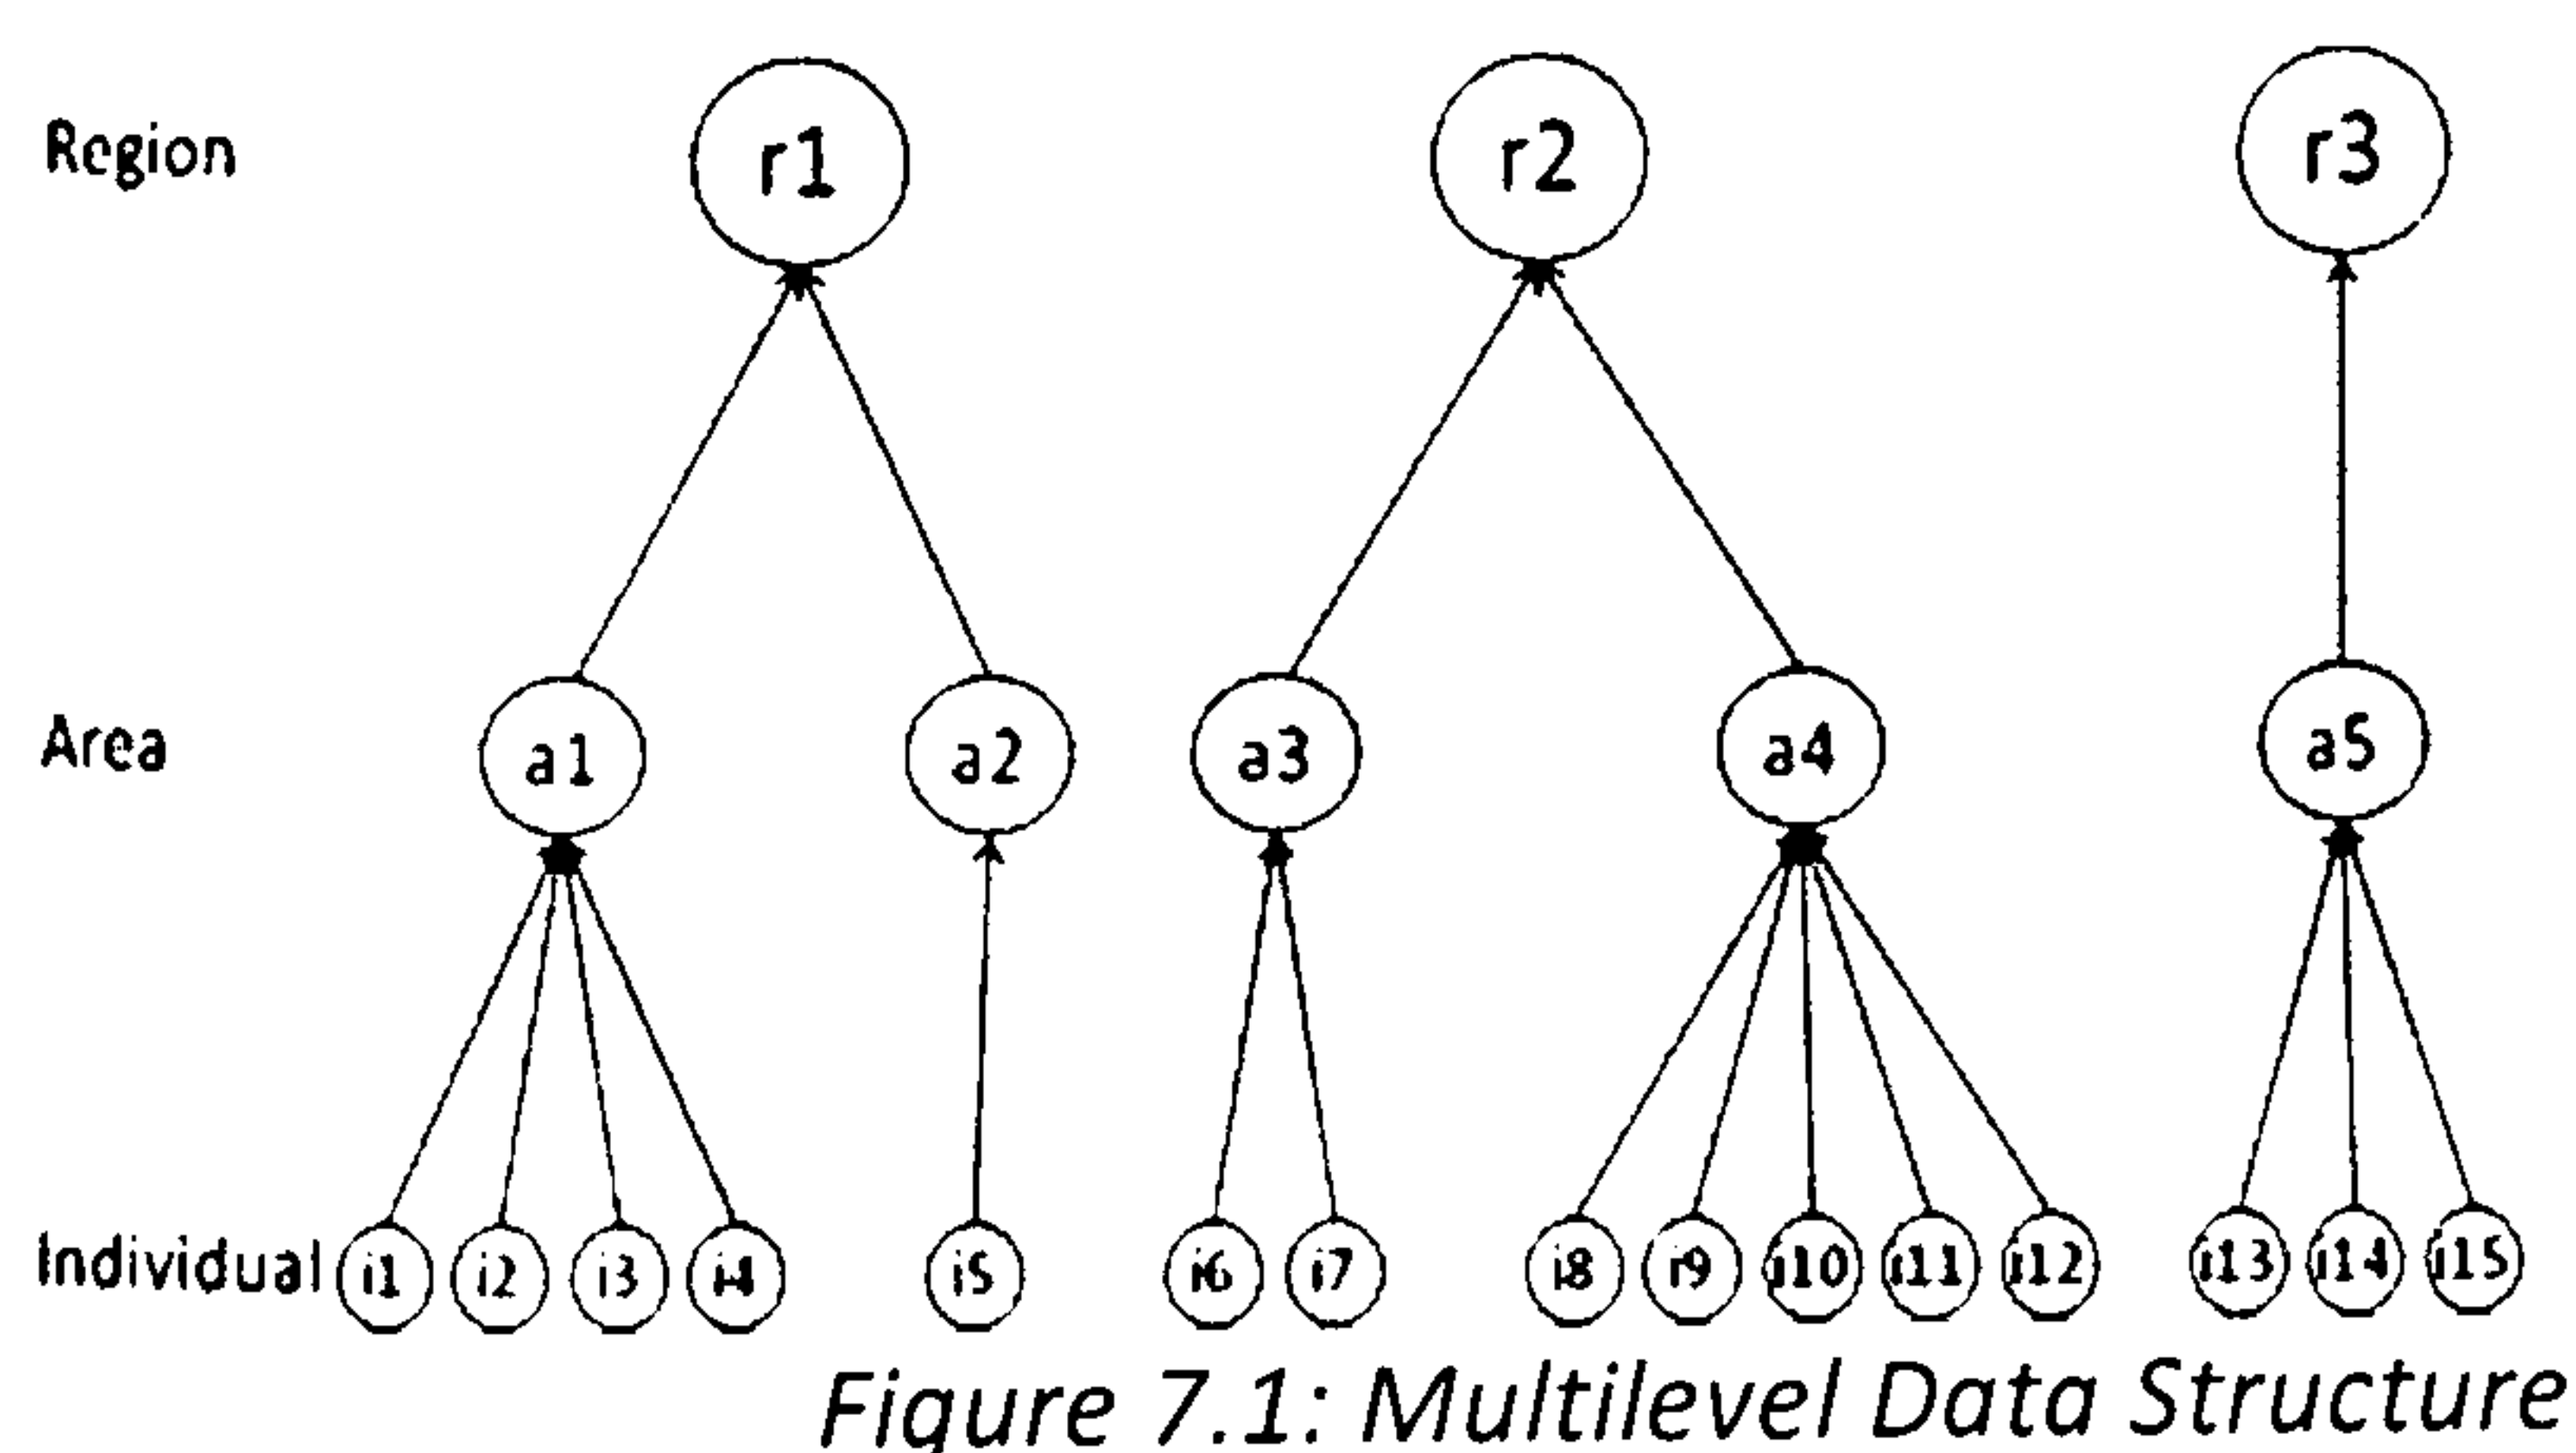 Region r1 r2 r3
Area a1 a2 a3 a4 a5
Individual i1 i2 i3 i4 i5 i6 i7 i8 i9 i10 i11 i12 i13 i14 i15
Figure 7.1: Multilevel Data Structure